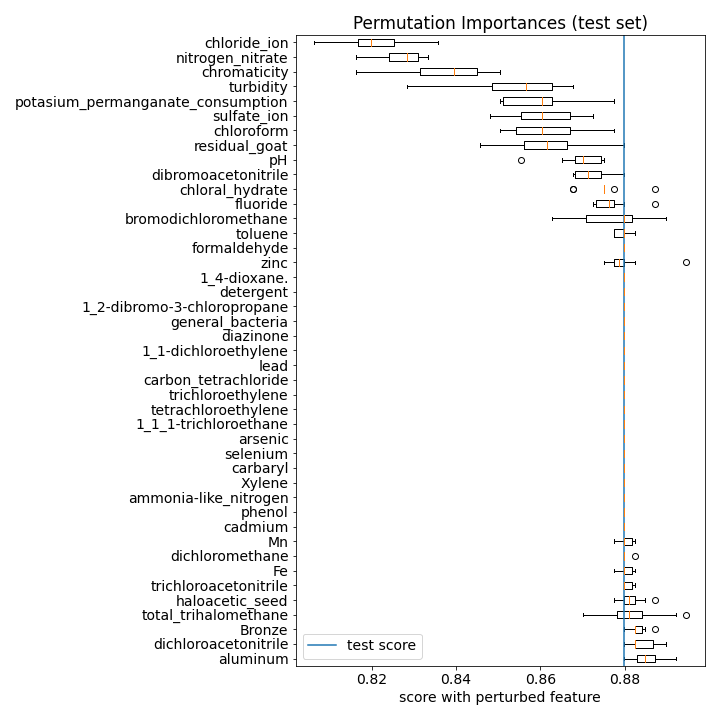 Permutation Importances (test set)
chloride_ion
nitrogen_nitrate
chromaticity
turbidity
potasium_permanganate_consumption
sulfate_ion
chloroform
residual_goat
pH
dibromoacetonitrile
chloral_hydrate
fluoride
bromodichloromethane
toluene
formaldehyde
zinc
1_4-dioxane.
detergent
1_2-dibromo-3-chloropropane
general_bacteria
diazinone
1_1-dichloroethylene
lead
carbon_tetrachloride
trichloroethylene
tetrachloroethylene
1_1_1-trichloroethane
arsenic
selenium
carbaryl
Xylene
ammonia-like_nitrogen
phenol
cadmium
Mn
dichloromethane
Fe
trichloroacetonitrile
haloacetic_seed
total_trihalomethane
Bronze
dichloroacetonitrile
aluminum
test score
0.82 0.84 0.86 0.88
score with perturbed feature